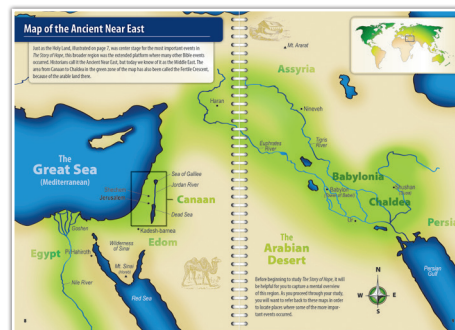 Map of the Ancient Near East
Just as the Holy Land, illustrated on page 7, was center stage for the most important events in
The Story of Hope, this broader region was the extended platform where many other Bible events
occurred. Historians call it the Ancient Near East, but today we know of it as the Middle East. The
area from Canaan to Chaldea in the green zone of the map has also been called the Fertile Crescent,
because of the arable land there.
Mt. Ararat
Assyria
Haran
Nineveh
Euphrates
River
Tigris
River
The
Great Sea
(Mediterranean)
Sea of Galilee
Jordan River
JERUSALEM
Canaan
Dead Sea
Babylonia
Babylon
Shushan
Chaldea
Ur
Persia
Goshen
Kadesh-barnea
Wilderness
of Sinai
Edom
Egypt
Mt. Sinai
Nile River
Red Sea
The
Arabian
Desert
Persian
Gulf
Before beginning to study The Story of Hope, it will
be helpful for you to capture a mental overview
of this region. As you proceed through your study,
you will want to refer back to these maps in order
to locate places where some of the more impor-
tant events occurred.
N
W
E
S
8
9